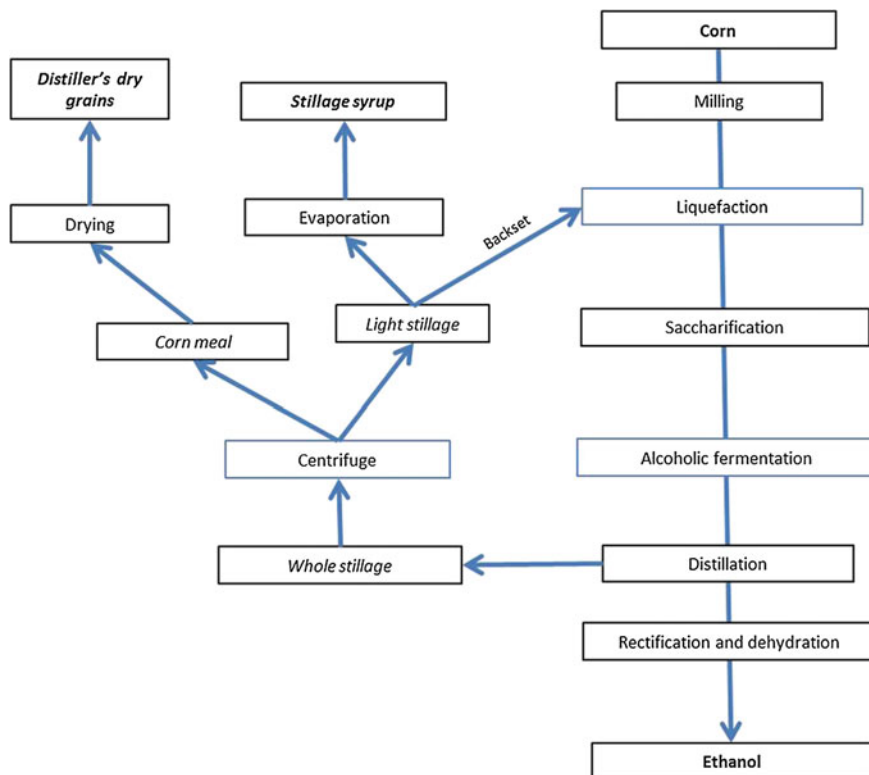 Corn
Distiller's dry
grains
Stillage syrup
Milling
Drying
Evaporation
Backset
Liquefaction
Corn meal
Light stillage
Saccharification
Centrifuge
Alcoholic fermentation
Whole stillage
Distillation
Rectification and dehydration
Ethanol